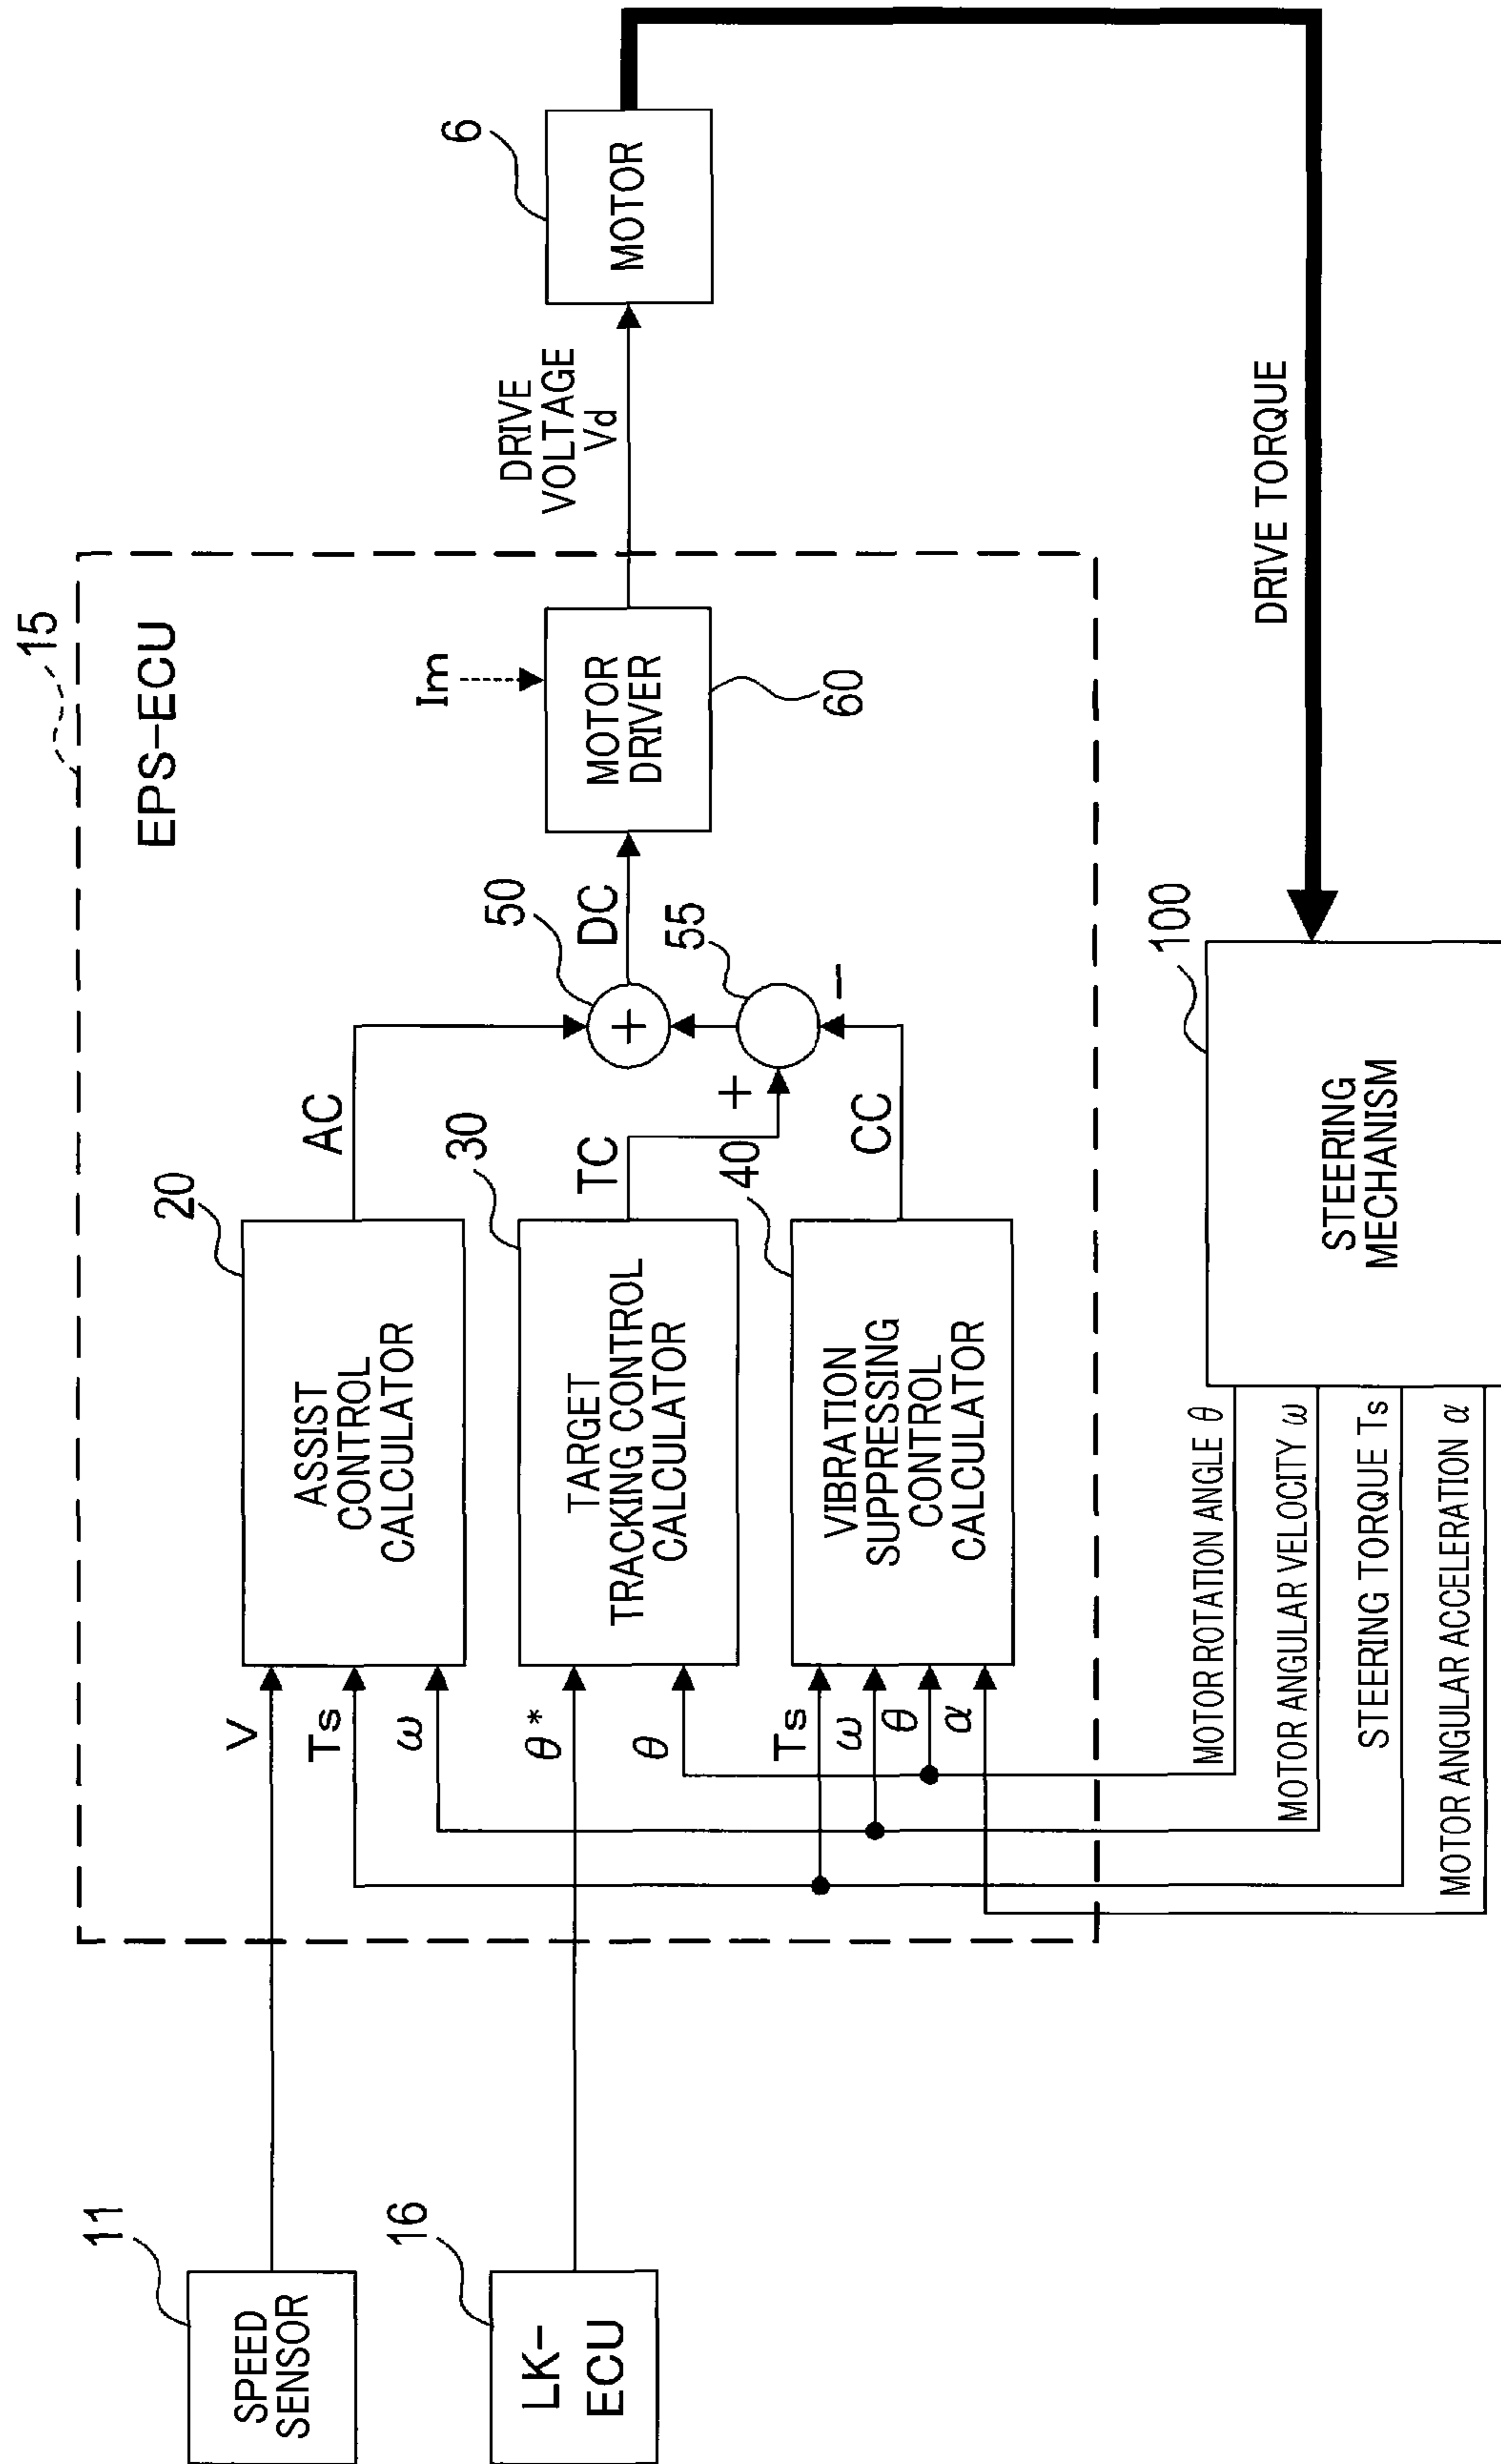 11
SPEED
SENSOR
16
LK-
ECU
15
EPS-ECU
V
Ts
ω
θ*
θ
Ts
ω
θ
α
20
ASSIST
CONTROL
CALCULATOR
30
TARGET
TRACKING CONTROL
CALCULATOR
40
VIBRATION
SUPPRESSING
CONTROL
CALCULATOR
AC
TC
CC
50
+
55
+
-
DC
Im
MOTOR
DRIVER
60
DRIVE
VOLTAGE
Vd
6
MOTOR
DRIVE TORQUE
100
STEERING
MECHANISM
MOTOR ROTATION ANGLE θ
MOTOR ANGULAR VELOCITY ω
STEERING TORQUE Ts
MOTOR ANGULAR ACCELERATION α